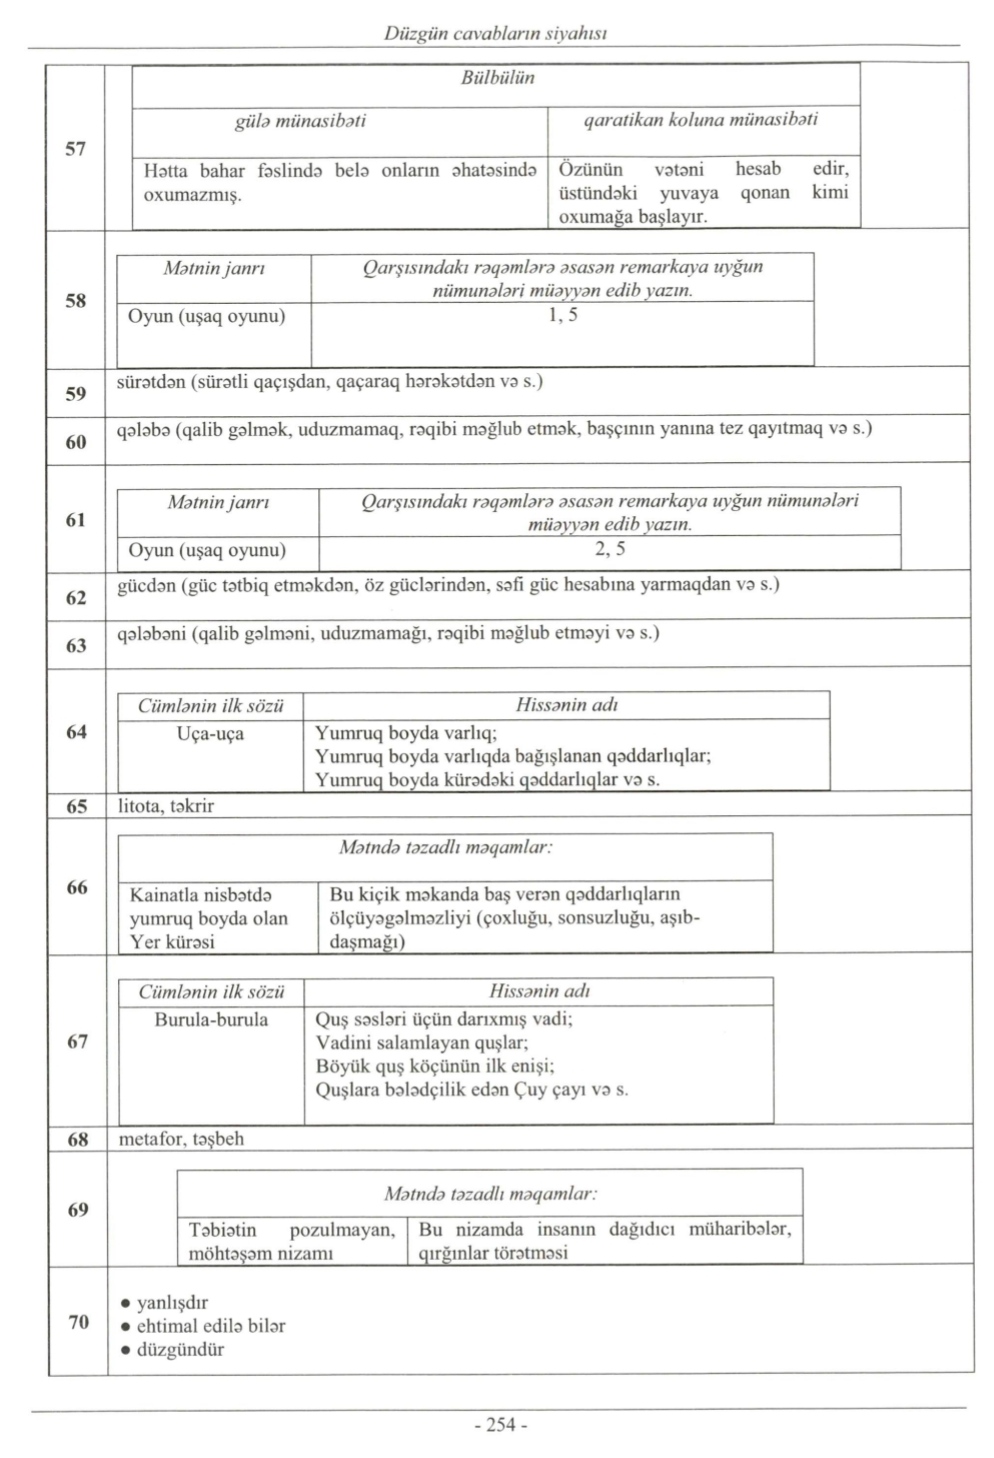 Düzgün cavabların siyahısı
57
Bülbülün
gülə münasibəti
qaratikan koluna münasibəti
Hətta bahar fəslində belə onların əhatəsində
oxumazmış.
Özünün vətəni hesab edir,
üstündəki yuvaya qonan kimi
oxumağa başlayır.
58
Mətnin janrı
Qarşısındakı rəqəmlərə əsasən remarkaya uyğun
nümunələri müəyyən edib yazın.
Oyun (uşaq oyunu)
1, 5
59
sürətdən (sürətli qaçışdan, qaçaraq hərəkətdən və s.)
60
qələbə (qalib gəlmək, uduzmamaq, rəqibi məğlub etmək, başçının yanına tez qayıtmaq və s.)
61
Mətnin janrı
Qarşısındakı rəqəmlərə əsasən remarkaya uyğun nümunələri
müəyyən edib yazın.
Oyun (uşaq oyunu)
2, 5
62
gücdən (güc tətbiq etməkdən, öz güclərindən, səfi güc hesabına yarmaqdan və s.)
63
qələbəni (qalib gəlməni, uduzmamağı, rəqibi məğlub etməyi və s.)
64
Cümlənin ilk sözü
Hissənin adı
Uça-uça
Yumruq boyda varlıq;
Yumruq boyda varlıqda bağışlanan qəddarlıqlar;
Yumruq boyda kürədəki qəddarlıqlar və s.
65
litota, təkrir
66
Mətndə təzadlı məqamlar:
Kainatla nisbətdə
yumruq boyda olan
Yer kürəsi
Bu kiçik məkanda baş verən qəddarlıqların
ölçüyəgəlməzliyi (çoxluğu, sonsuzluğu, aşıb-
daşmağı)
67
Cümlənin ilk sözü
Hissənin adı
Burula-burula
Quş səsləri üçün darıxmış vadi;
Vadini salamlayan quşlar;
Böyük quş köçünün ilk enişi;
Quşlara bələdçilik edən Çuy çayı və s.
68
metafor, təşbeh
69
Mətndə təzadlı məqamlar:
Təbiətin pozulmayan,
möhtəşəm nizamı
Bu nizamda insanın dağıdıcı müharibələr,
qırğınlar törətməsi
70
● yanlışdır
● ehtimal edilə bilər
● düzgündür
- 254 -